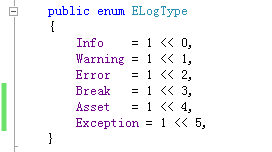 public enum ELogType
{
Info = 1 << 0,
Warning = 1 << 1,
Error = 1 << 2,
Break = 1 << 3,
Asset = 1 << 4,
Exception = 1 << 5,
}